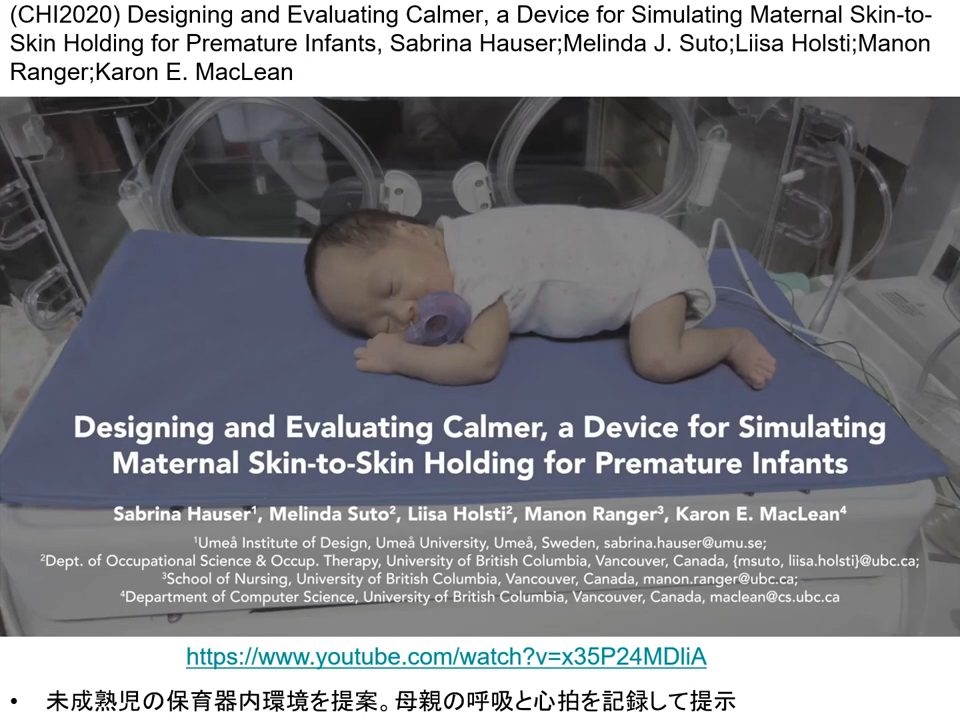 (CHI2020) Designing and Evaluating Calmer, a Device for Simulating Maternal Skin-to-
Skin Holding for Premature Infants, Sabrina Hauser;Melinda J. Suto;Liisa Holsti;Manon
Ranger;Karon E. MacLean
Designing and Evaluating Calmer, a Device for Simulating
Maternal Skin-to-Skin Holding for Premature Infants
Sabrina Hauser¹, Melinda Suto², Liisa Holsti², Manon Ranger³, Karon E. MacLean⁴
¹Umeå Institute of Design, Umeå University, Umeå, Sweden, sabrina.hauser@umu.se;
²Dept. of Occupational Science & Occup. Therapy, University of British Columbia, Vancouver, Canada, {msuto, liisa.holsti}@ubc.ca;
³School of Nursing, University of British Columbia, Vancouver, Canada, manon.ranger@ubc.ca;
⁴Department of Computer Science, University of British Columbia, Vancouver, Canada, maclean@cs.ubc.ca
https://www.youtube.com/watch?v=x35P24MDliA
• 未成熟児の保育器内環境を提案。母親の呼吸と心拍を記録して提示